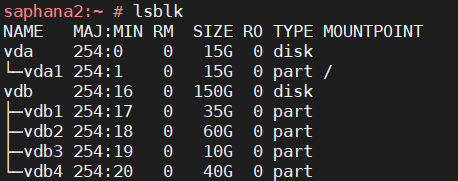 saphana2:~ # lsblk
NAME   MAJ:MIN RM  SIZE RO TYPE MOUNTPOINT
vda    254:0    0   15G  0 disk
└─vda1 254:1    0   15G  0 part /
vdb    254:16   0  150G  0 disk
├─vdb1 254:17   0   35G  0 part
├─vdb2 254:18   0   60G  0 part
├─vdb3 254:19   0   10G  0 part
└─vdb4 254:20   0   40G  0 part